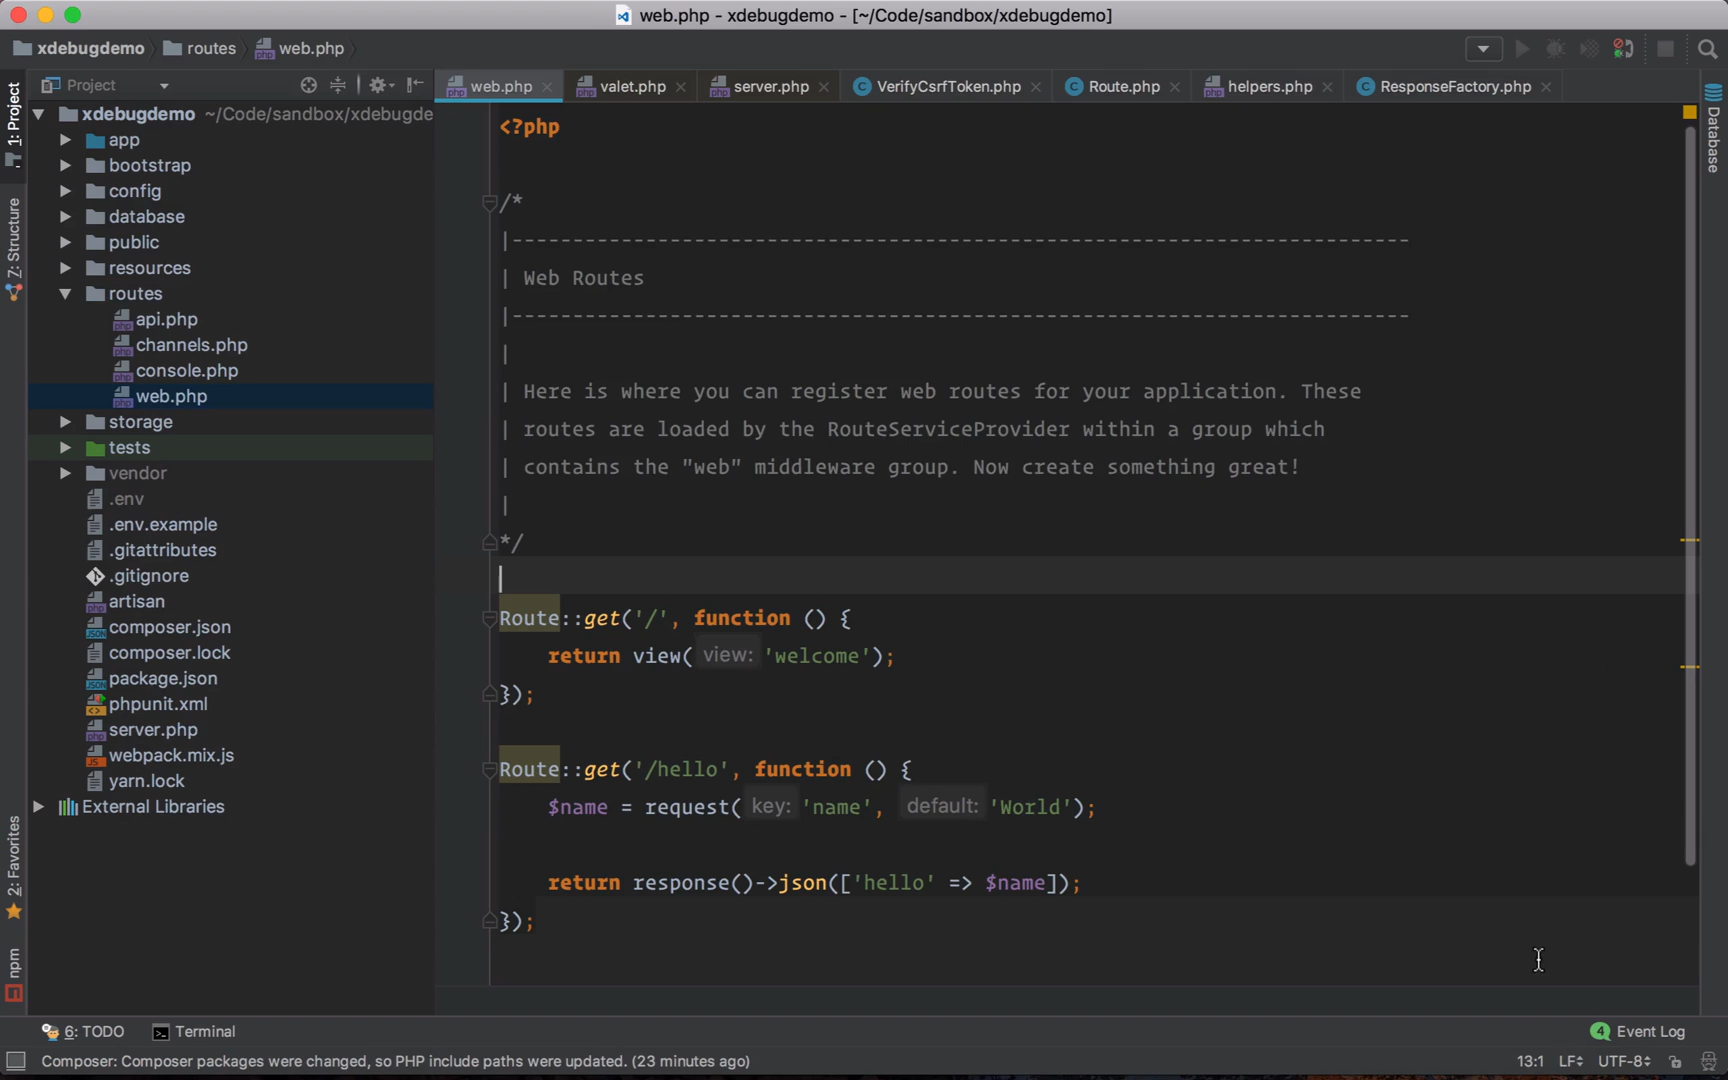 web.php - xdebugdemo - [~/Code/sandbox/xdebugdemo]
xdebugdemo routes web.php
Project
web.php valet.php server.php VerifyCsrfToken.php Route.php helpers.php ResponseFactory.php
1: Project
7: Structure
2: Favorites
npm
Database
xdebugdemo ~/Code/sandbox/xdebugde
app
bootstrap
config
database
public
resources
routes
api.php
channels.php
console.php
web.php
storage
tests
vendor
.env
.env.example
.gitattributes
.gitignore
artisan
composer.json
composer.lock
package.json
phpunit.xml
server.php
webpack.mix.js
yarn.lock
External Libraries
<?php
/*
|--------------------------------------------------------------------------
| Web Routes
|--------------------------------------------------------------------------
|
| Here is where you can register web routes for your application. These
| routes are loaded by the RouteServiceProvider within a group which
| contains the "web" middleware group. Now create something great!
|
*/
Route::get('/', function () {
return view( view: 'welcome');
});
Route::get('/hello', function () {
$name = request( key: 'name', default: 'World');
return response()->json(['hello' => $name]);
});
6: TODO Terminal
4 Event Log
Composer: Composer packages were changed, so PHP include paths were updated. (23 minutes ago)
13:1 LF UTF-8